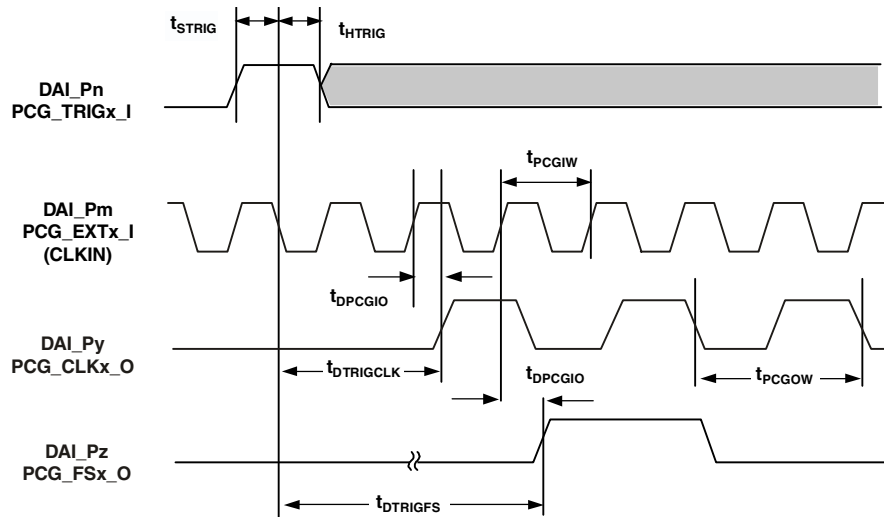 tSTRIG
tHTRIG
DAI_Pn
PCG_TRIGx_I
tPCGIW
DAI_Pm
PCG_EXTx_I
(CLKIN)
tDPCGIO
DAI_Py
PCG_CLKx_O
tDTRIGCLK
tDPCGIO
tPCGOW
DAI_Pz
PCG_FSx_O
tDTRIGFS